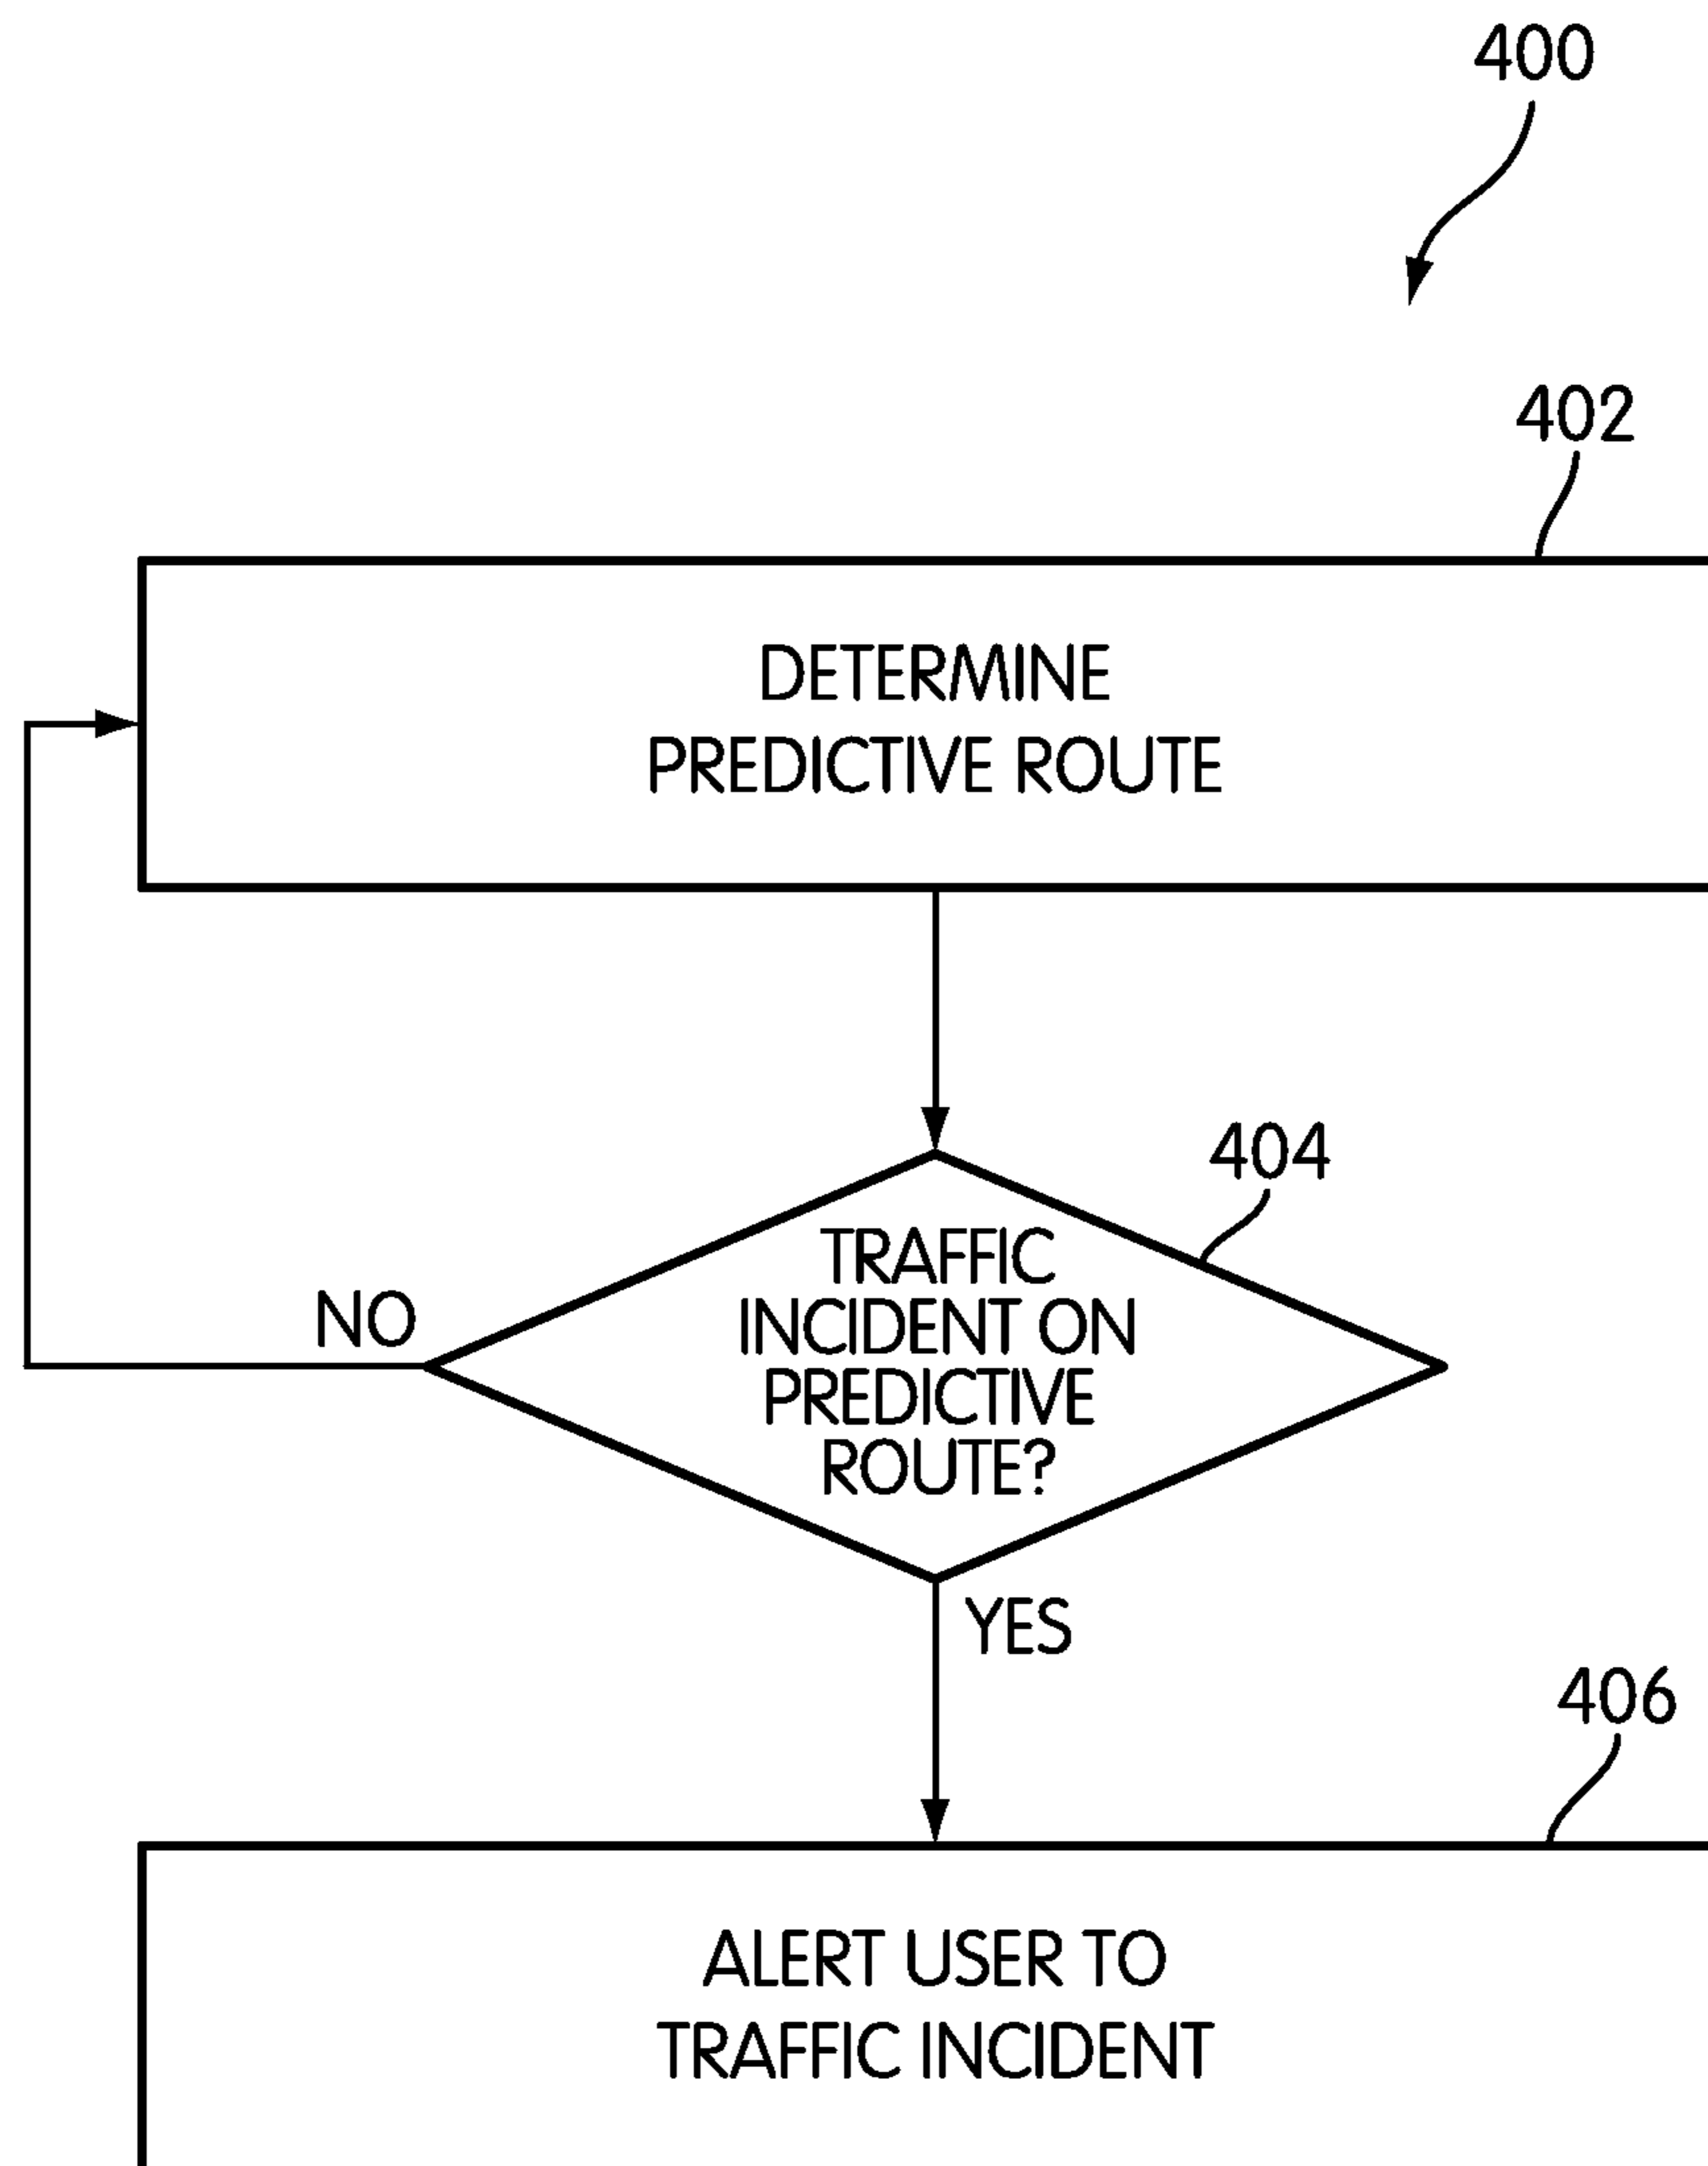 400
402
DETERMINE
PREDICTIVE ROUTE
404
TRAFFIC
INCIDENT ON
PREDICTIVE
ROUTE?
NO
YES
406
ALERT USER TO
TRAFFIC INCIDENT